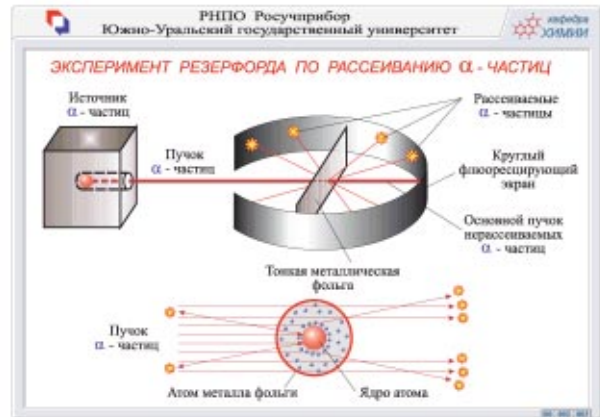 РНПО Росучприбор
Южно-Уральский государственный университет
кафедра
ХИМИИ
ЭКСПЕРИМЕНТ РЕЗЕРФОРДА ПО РАССЕИВАНИЮ α - ЧАСТИЦ
Источник
α - частиц
Рассеиваемые
α - частицы
Пучок
α - частиц
Круглый
флюоресцирующий
экран
Основной пучок
нерассеиваемых
α - частиц
Тонкая металлическая
фольга
Пучок
α - частиц
Атом металла фольги
Ядро атома